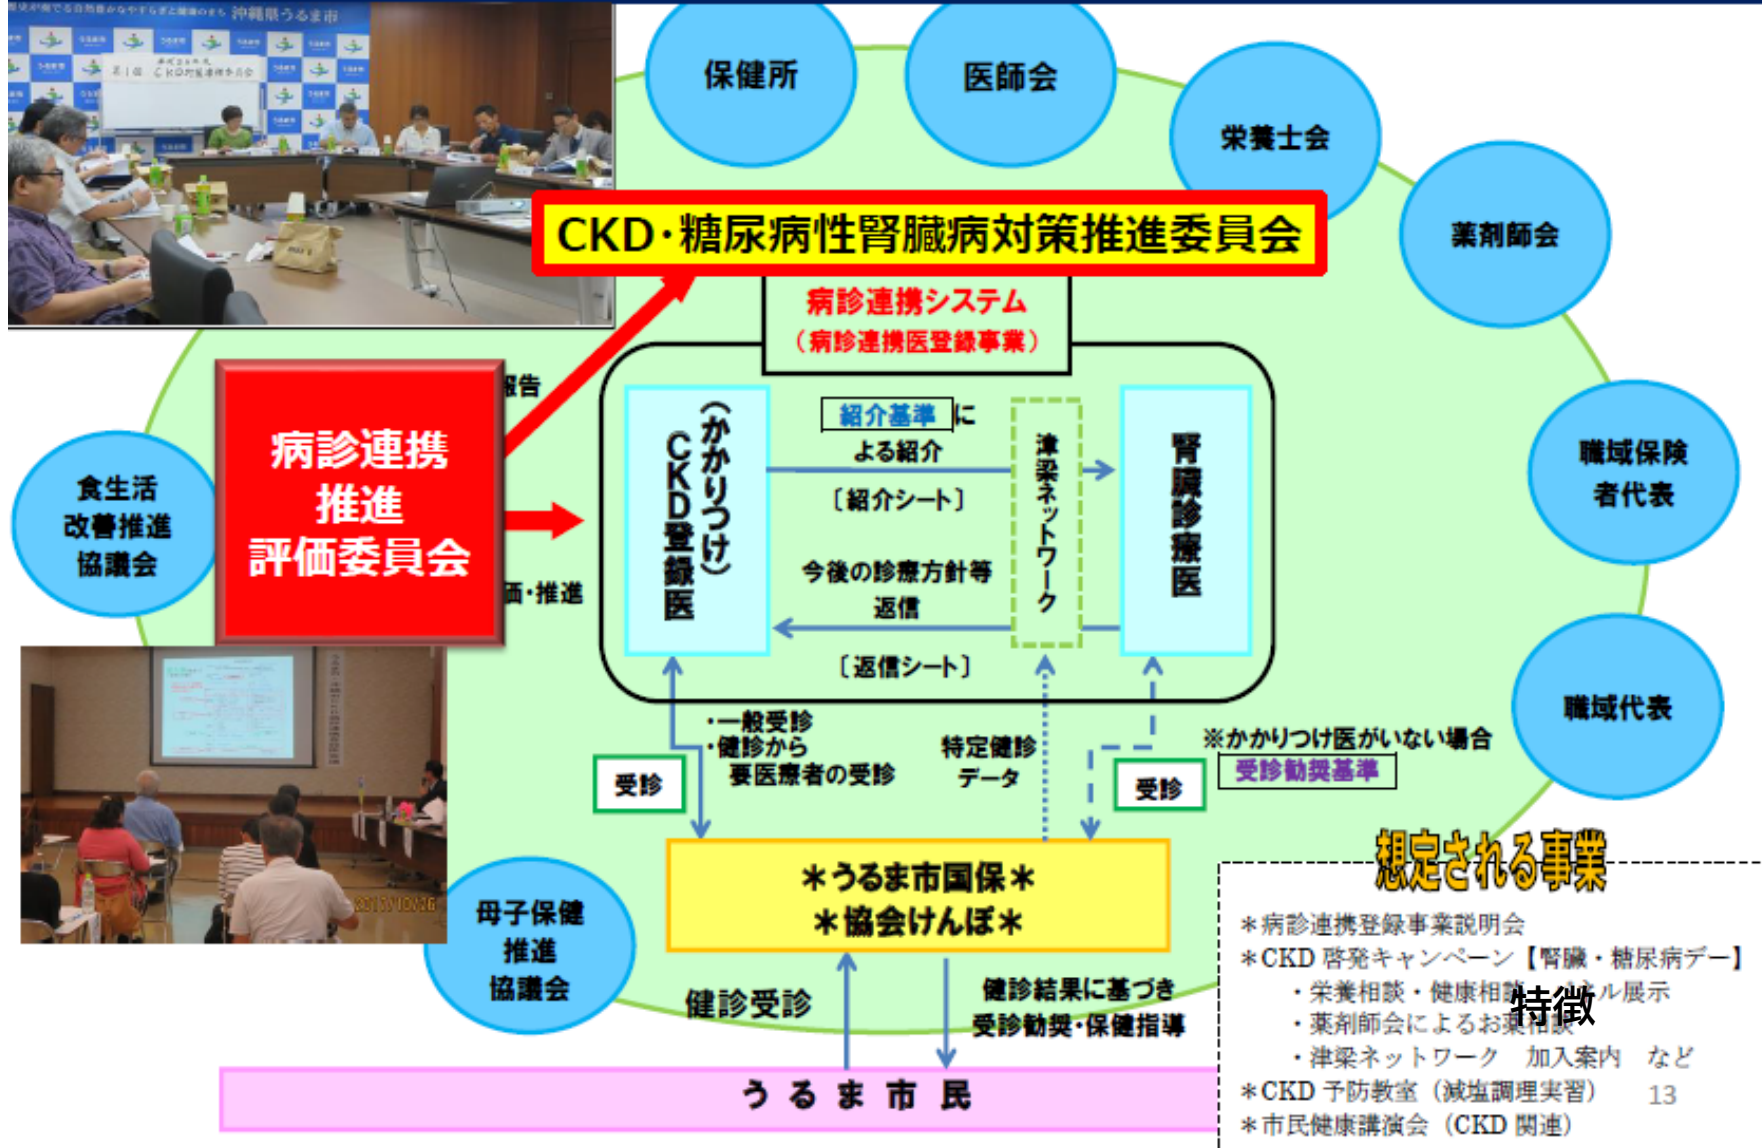 沖縄県うるま市
第1回 CKD対策推進委員会
保健所
医師会
栄養士会
薬剤師会
職域保険
者代表
職域代表
CKD・糖尿病性腎臓病対策推進委員会
病診連携システム
（病診連携医登録事業）
報告
病診連携
推進
評価委員会
価・推進
食生活
改善推進
協議会
（かかりつけ）
CKD登録医
紹介基準 に
よる紹介
〔紹介シート〕
今後の診療方針等
返信
〔返信シート〕
津梁ネットワーク
腎臓診療医
・一般受診
・健診から
要医療者の受診
受診
特定健診
データ
受診
※かかりつけ医がいない場合
受診勧奨基準
＊うるま市国保＊
＊協会けんぽ＊
2017/10/26
母子保健
推進
協議会
健診受診
健診結果に基づき
受診勧奨・保健指導
うるま市民
想定される事業
＊病診連携登録事業説明会
＊CKD 啓発キャンペーン【腎臓・糖尿病デー】
・栄養相談・健康相談 ネル展示
特徴
・薬剤師会によるお薬相談
・津梁ネットワーク　加入案内　など
＊CKD 予防教室（減塩調理実習）
＊市民健康講演会（CKD 関連）
13